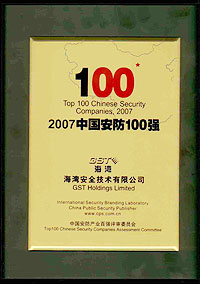 100*
Top 100 Chinese Security
Companies, 2007
2007中国安防100强
GST
海湾
海湾安全技术有限公司
GST Holdings Limited
International Security Branding Laboratory
China Public Security Publisher
www.cps.com.cn
中国安防产业百强评审委员会
Top100 Chinese Security Companies Assessment Committee